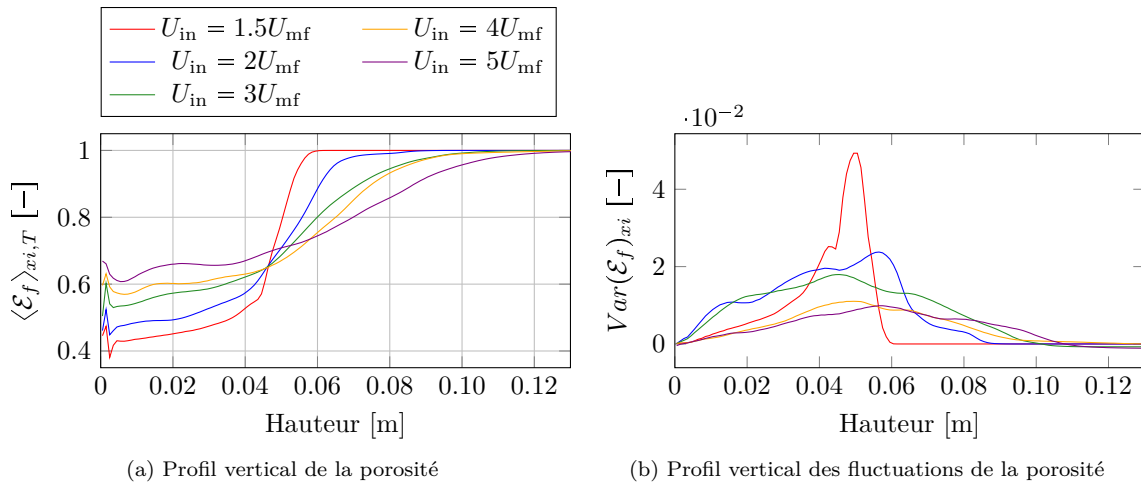 U_in = 1.5U_mf
U_in = 4U_mf
U_in = 2U_mf
U_in = 5U_mf
U_in = 3U_mf
1
0.8
0.6
0.4
⟨ℰ_f⟩_xi,T [−]
0
0.02
0.04
0.06
0.08
0.10
0.12
Hauteur [m]
(a) Profil vertical de la porosité
·10^−2
4
2
0
Var(ℰ_f)_xi [−]
0
0.02
0.04
0.06
0.08
0.10
0.12
Hauteur [m]
(b) Profil vertical des fluctuations de la porosité